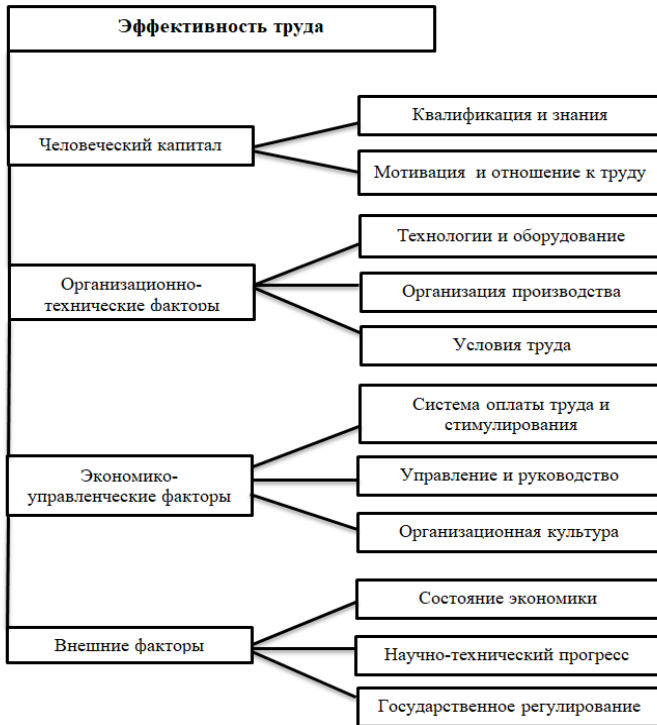 Эффективность труда
Человеческий капитал
Квалификация и знания
Мотивация и отношение к труду
Организационно-
технические факторы
Технологии и оборудование
Организация производства
Условия труда
Экономико-
управленческие факторы
Система оплаты труда и
стимулирования
Управление и руководство
Организационная культура
Внешние факторы
Состояние экономики
Научно-технический прогресс
Государственное регулирование